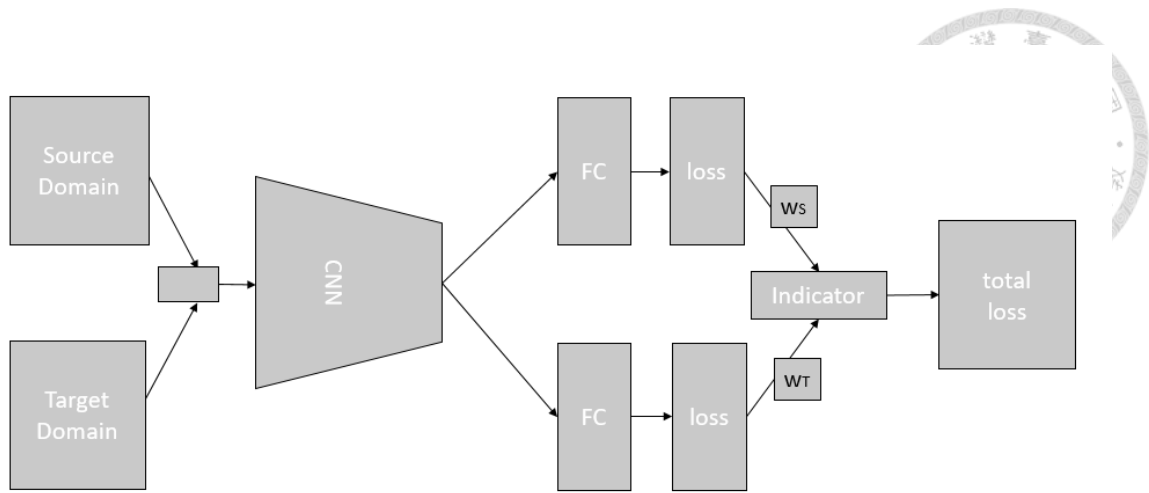 Source
Domain
Target
Domain
CNN
FC
loss
wS
Indicator
total
loss
FC
loss
wT